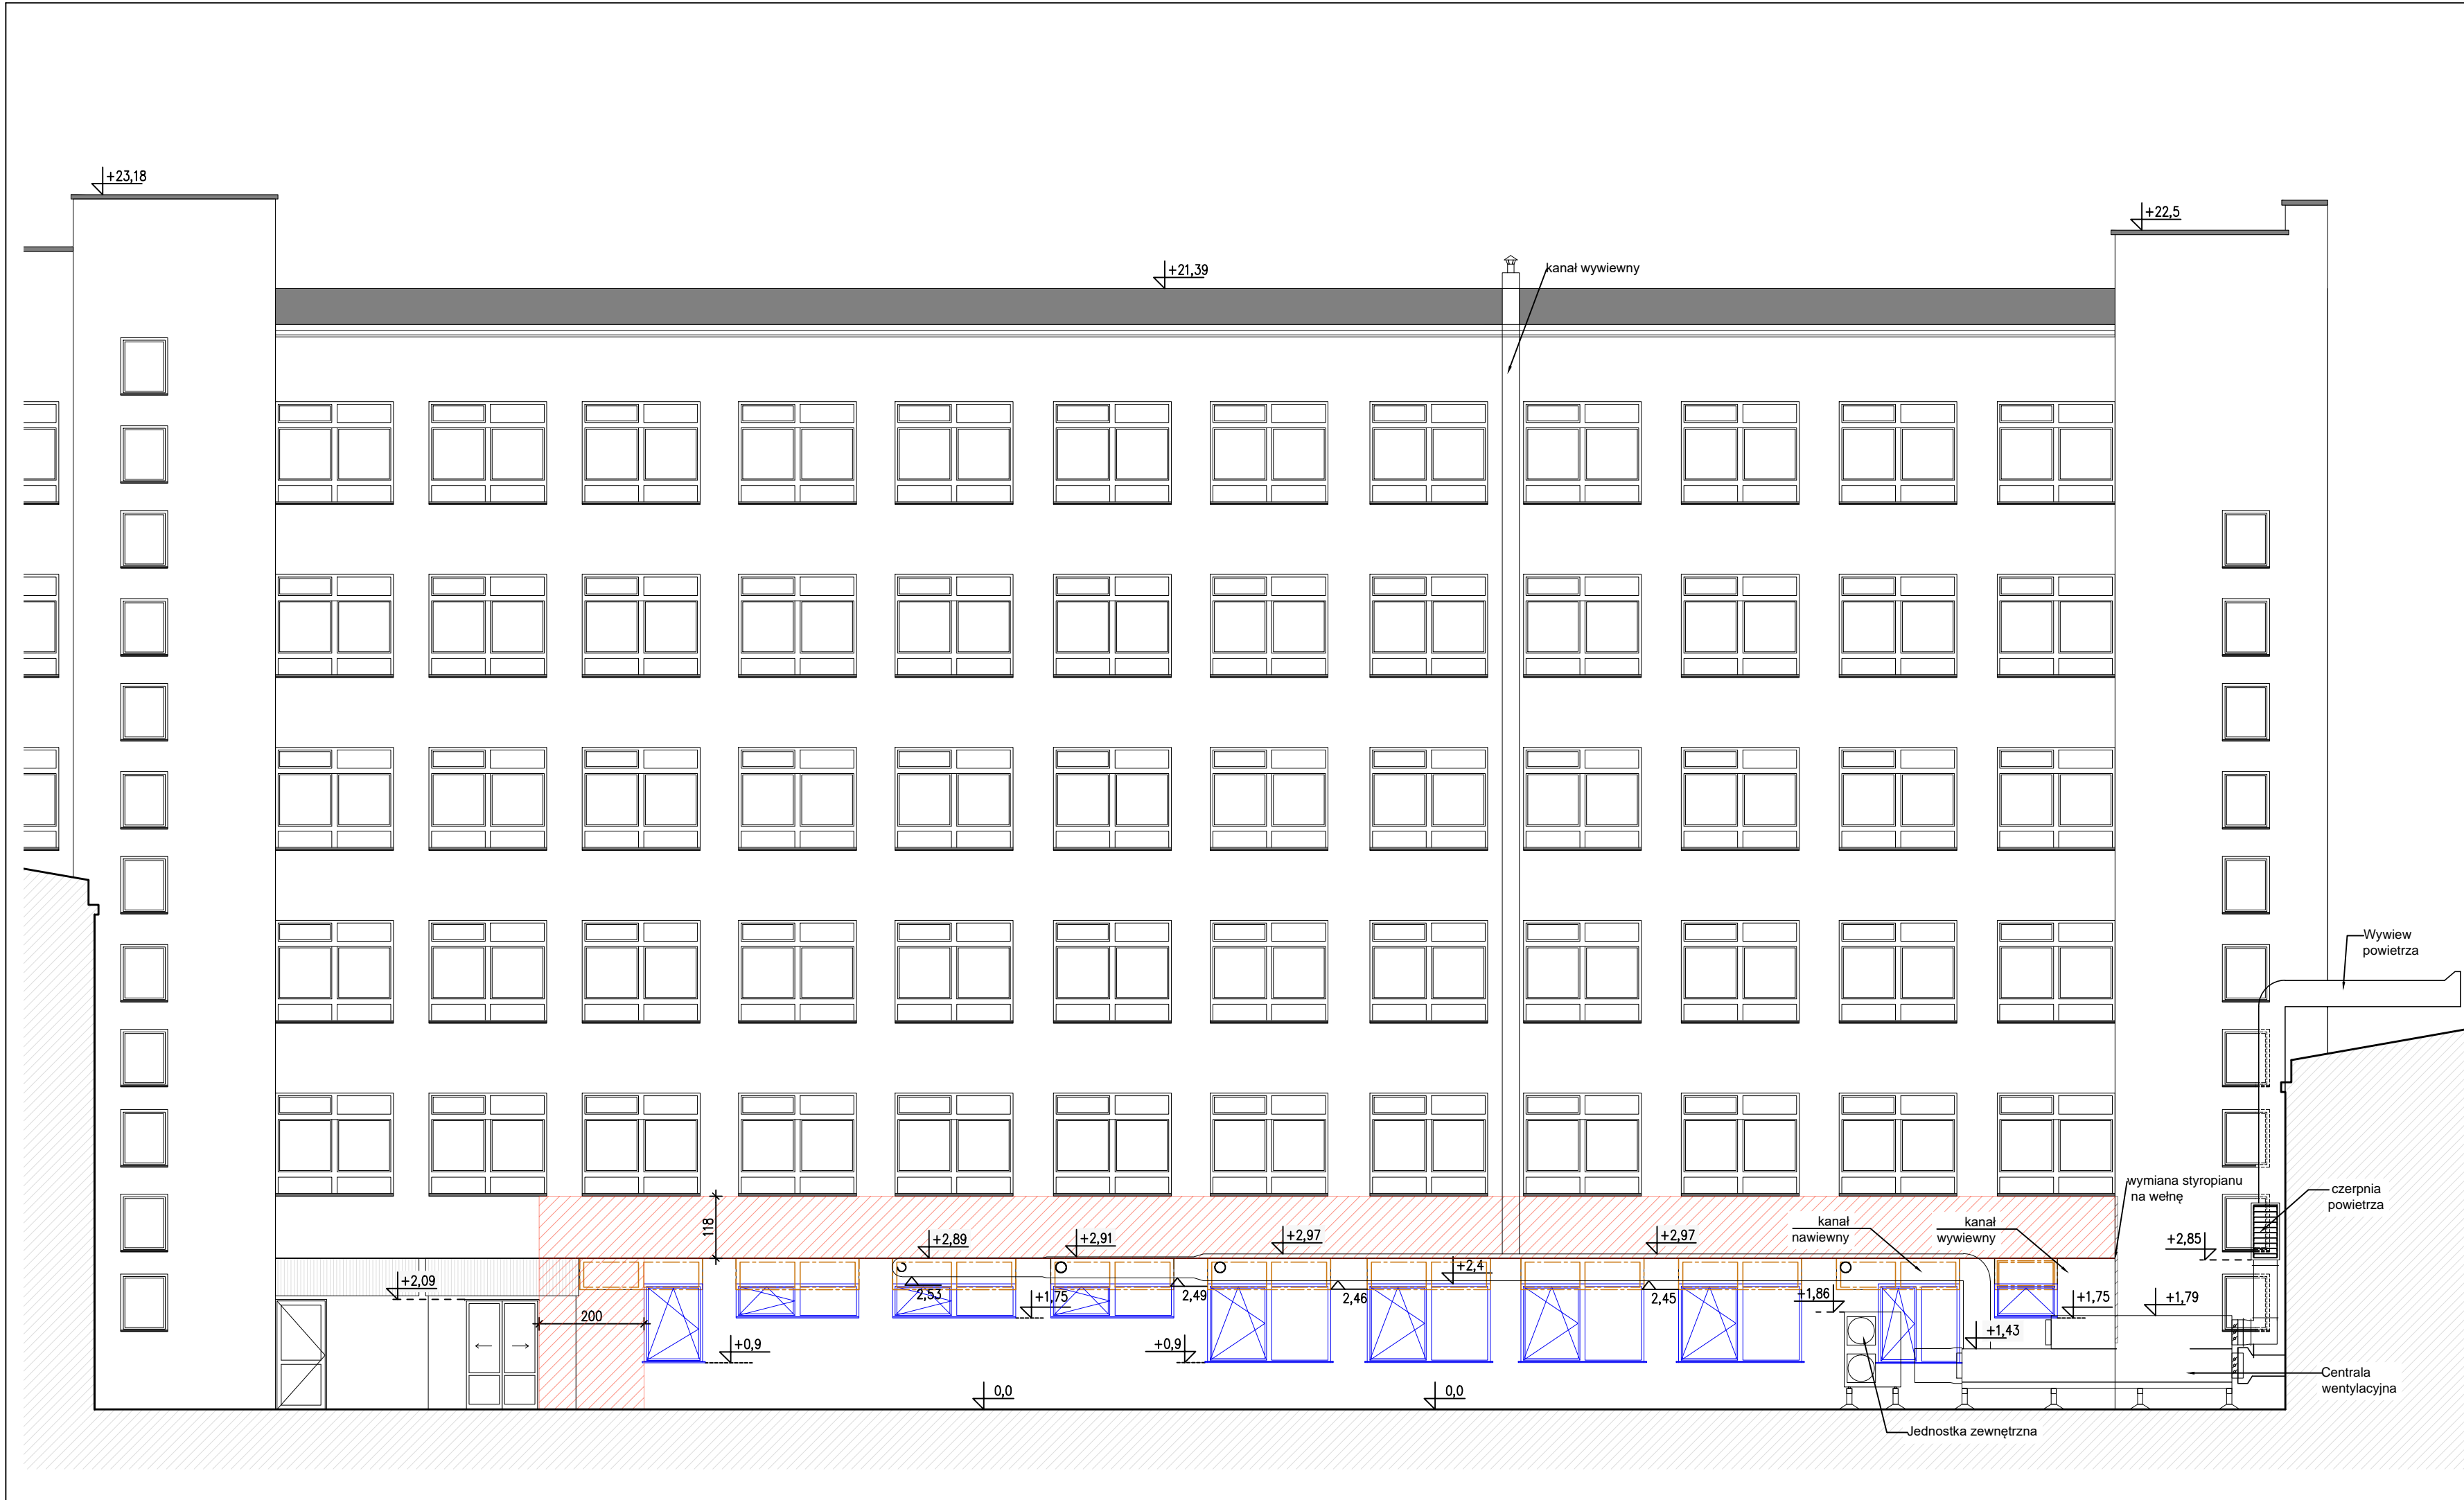 +23,18
+22,5
+21,39
kanał wywiewny
Wywiew
powietrza
wymiana styropianu
na wełnę
czerpnia
powietrza
118
+2,89
+2,91
+2,97
+2,97
kanał
nawiewny
kanał
wywiewny
+2,85
+2,09
2,53
+1,75
2,49
+2,4
2,46
2,45
+1,86
+1,75
+1,79
200
+0,9
+0,9
+1,43
Centrala
wentylacyjna
0,0
0,0
Jednostka zewnętrzna